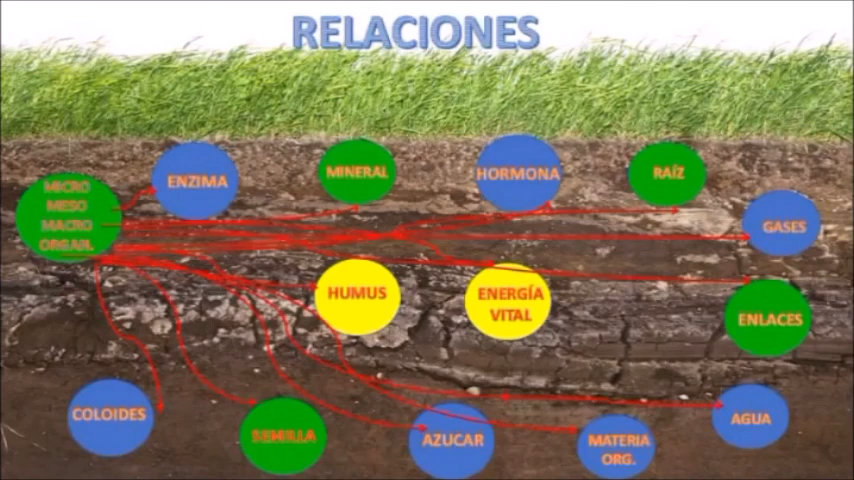 RELACIONES
MICRO
MESO
MACRO
ORGAN.
ENZIMA
MINERAL
HORMONA
RAÍZ
GASES
HUMUS
ENERGÍA
VITAL
ENLACES
COLOIDES
SEMILLA
AZUCAR
MATERIA
ORG.
AGUA